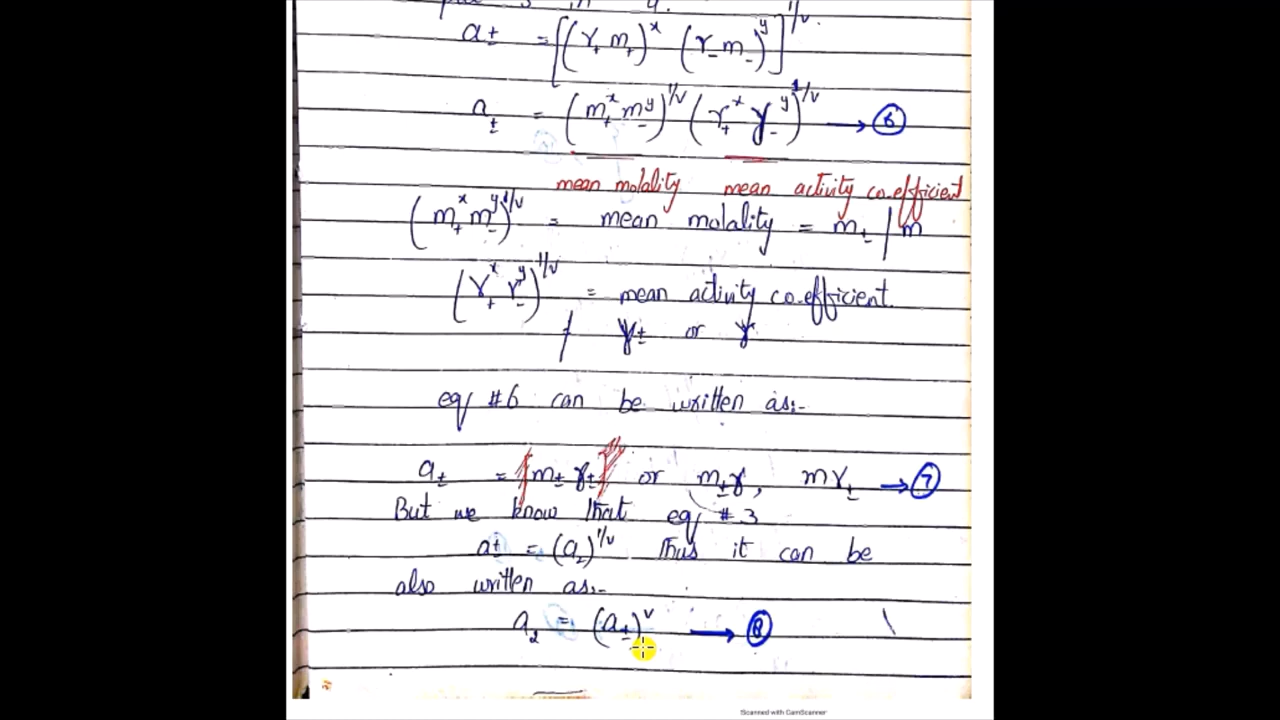 a± = [(γ₊ m₊)ˣ (γ₋ m₋)ʸ]^1/ν.
a± = (m₊ˣ m₋ʸ)^1/ν (γ₊ˣ γ₋ʸ)^1/ν → ⑥
mean molality mean activity co.efficient
(m₊ˣ m₋ʸ)^1/ν = mean molality = m± / m
(γ₊ˣ γ₋ʸ)^1/ν = mean activity co.efficient
γ± or γ
eq #6 can be written as:-
a± = m± γ± or m±γ, mγ± → ⑦
But we know that eq # 3
a± = (a₂)^1/ν Thus it can be
also written as:-
a₂ = (a±)^ν → ⑧
Scanned with CamScanner